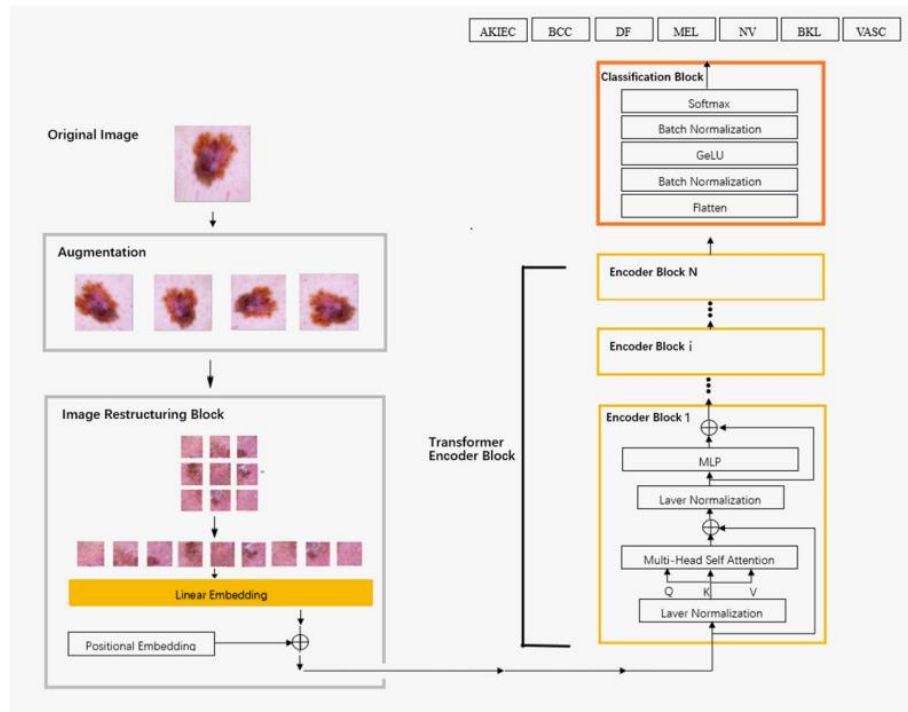 AKIEC BCC DF MEL NV BKL VASC
Classification Block
Softmax
Batch Normalization
GeLU
Batch Normalization
Flatten
Original Image
Augmentation
Image Restructuring Block
Linear Embedding
Positional Embedding
Transformer
Encoder Block
Encoder Block N
Encoder Block i
Encoder Block 1
MLP
Laver Normalization
Multi-Head Self Attention
Q K V
Laver Normalization